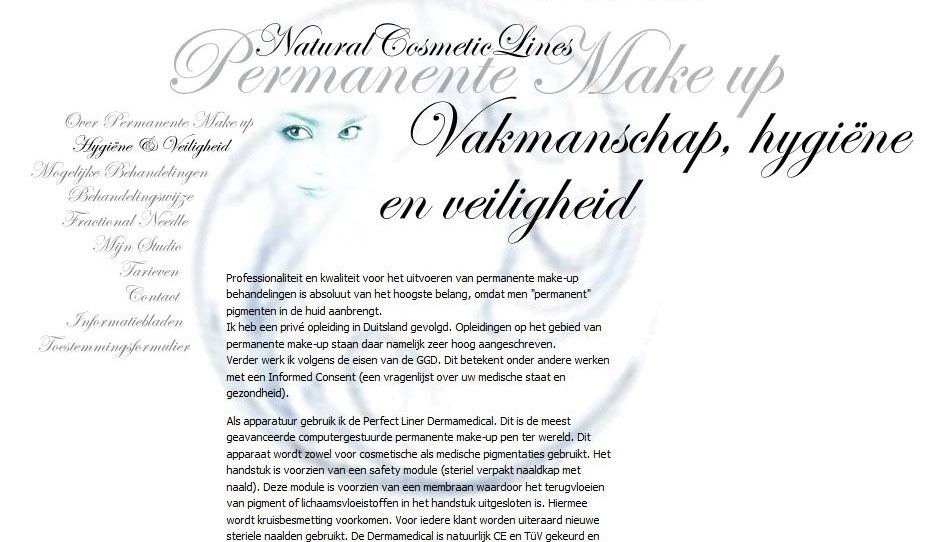 Natural Cosmetic Lines
Permanente Make up
Over Permanente Make up
Hygiëne & Veiligheid
Mogelijke Behandelingen
Behandelingswijze
Fractional Needle
Mijn Studio
Tarieven
Contact
Informatiebladen
Toestemmingsformulier
Vakmanschap, hygiëne
en veiligheid
Professionaliteit en kwaliteit voor het uitvoeren van permanente make-up
behandelingen is absoluut van het hoogste belang, omdat men "permanent"
pigmenten in de huid aanbrengt.
Ik heb een privé opleiding in Duitsland gevolgd. Opleidingen op het gebied van
permanente make-up staan daar namelijk zeer hoog aangeschreven.
Verder werk ik volgens de eisen van de GGD. Dit betekent onder andere werken
met een Informed Consent (een vragenlijst over uw medische staat en
gezondheid).
Als apparatuur gebruik ik de Perfect Liner Dermamedical. Dit is de meest
geavanceerde computergestuurde permanente make-up pen ter wereld. Dit
apparaat wordt zowel voor cosmetische als medische pigmentaties gebruikt. Het
handstuk is voorzien van een safety module (steriel verpakt naaldkap met
naald). Deze module is voorzien van een membraan waardoor het terugvloeien
van pigment of lichaamsvloeistoffen in het handstuk uitgesloten is. Hiermee
wordt kruisbesmetting voorkomen. Voor iedere klant worden uiteraard nieuwe
steriele naalden gebruikt. De Dermamedical is natuurlijk CE en TüV gekeurd en